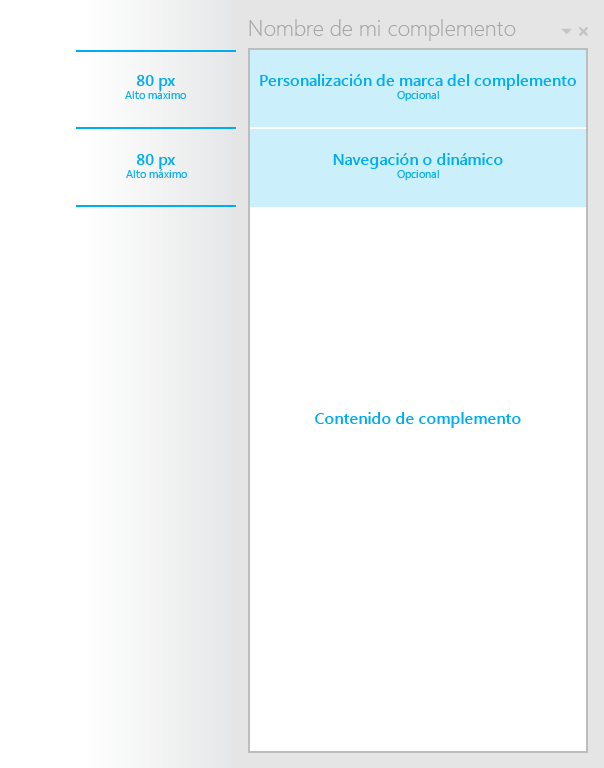 Nombre de mi complemento
80 px
Alto máximo
Personalización de marca del complemento
Opcional
80 px
Alto máximo
Navegación o dinámico
Opcional
Contenido de complemento